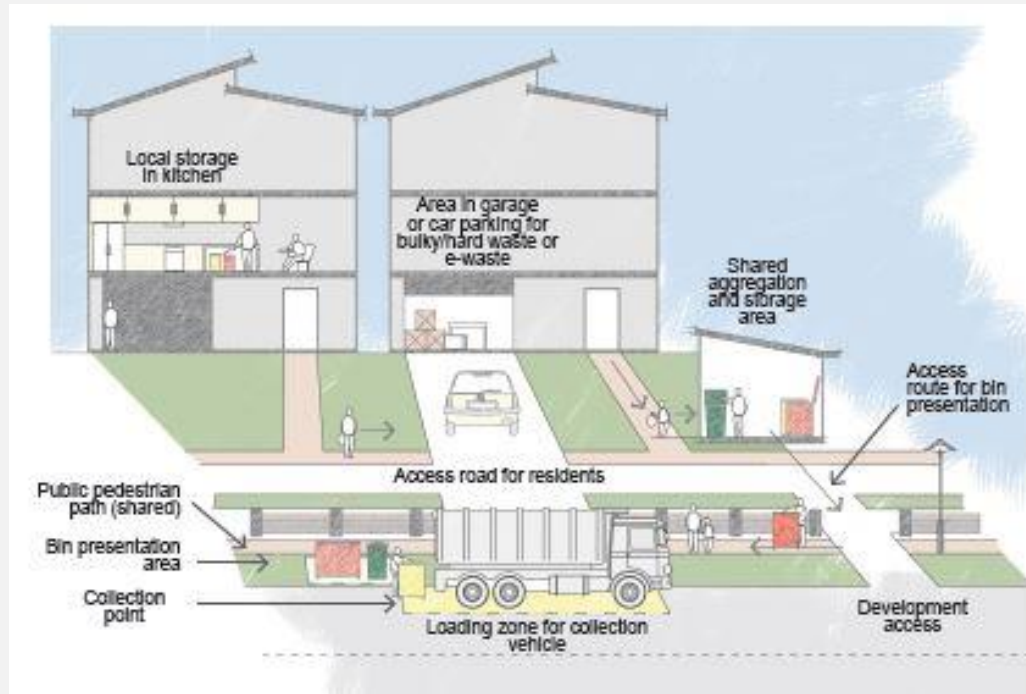 Local storage
in kitchen
Area in garage
or car parking for
bulky/hard waste or
e-waste
Shared
aggregation
and storage
area
Access
route for bin
presentation
Access road for residents
Public pedestrian
path (shared)
Bin presentation
area
Collection
point
Loading zone for collection
vehicle
Development
access